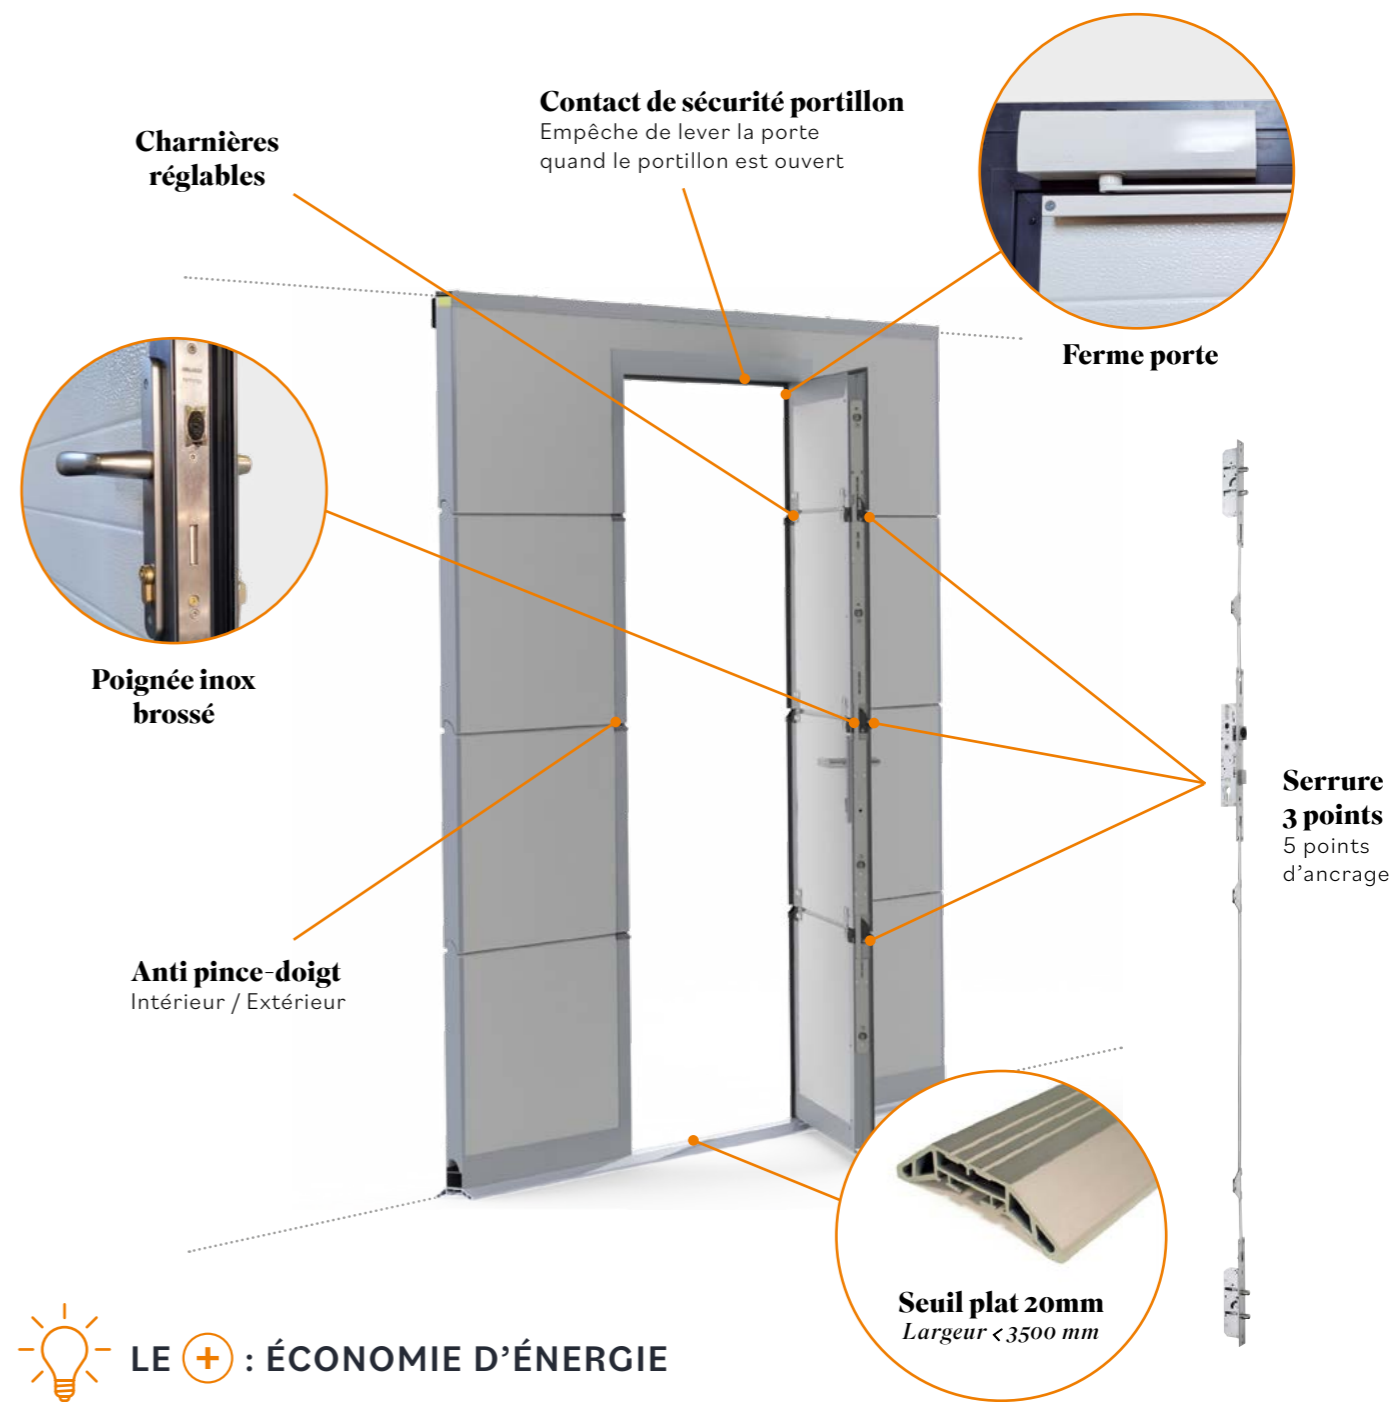 Contact de sécurité portillon
Empêche de lever la porte
quand le portillon est ouvert
Charnières
réglables
Ferme porte
Poignée inox
brossé
Serrure
3 points
5 points
d’ancrage
Anti pince-doigt
Intérieur / Extérieur
Seuil plat 20mm
Largeur < 3500 mm
LE + : ÉCONOMIE D’ÉNERGIE